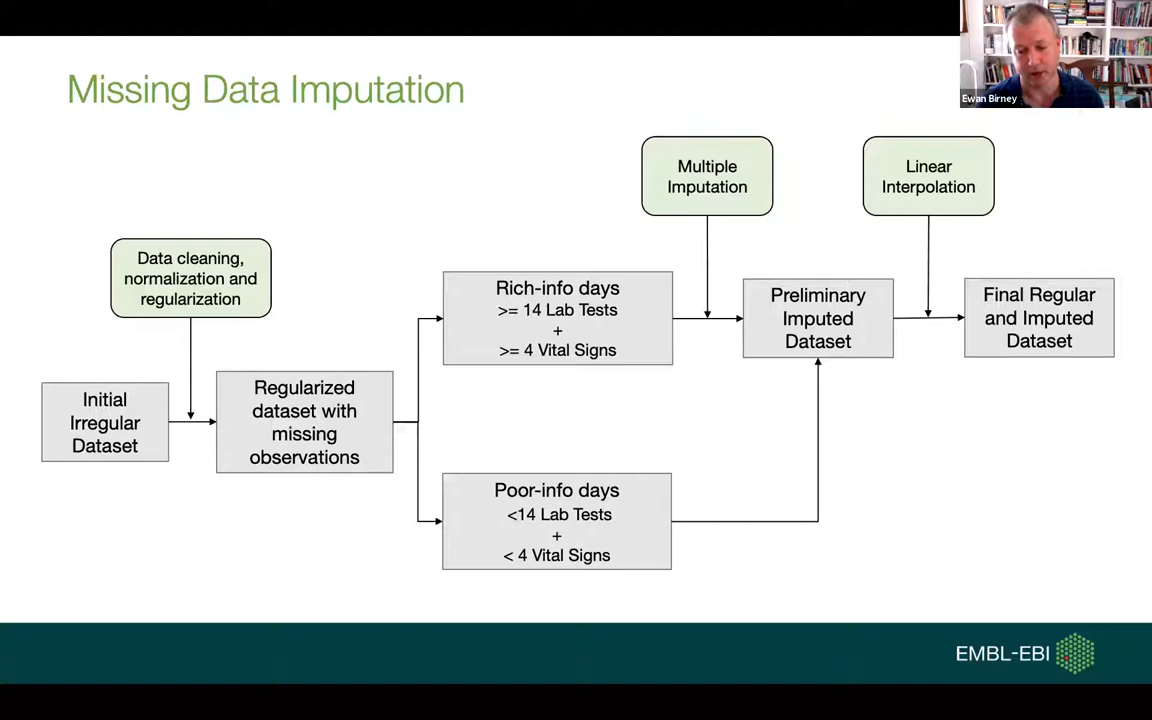 Missing Data Imputation
Ewan Birney
Multiple
Imputation
Linear
Interpolation
Data cleaning,
normalization and
regularization
Rich-info days
>= 14 Lab Tests
+
>= 4 Vital Signs
Preliminary
Imputed
Dataset
Final Regular
and Imputed
Dataset
Initial
Irregular
Dataset
Regularized
dataset with
missing
observations
Poor-info days
<14 Lab Tests
+
< 4 Vital Signs
EMBL-EBI